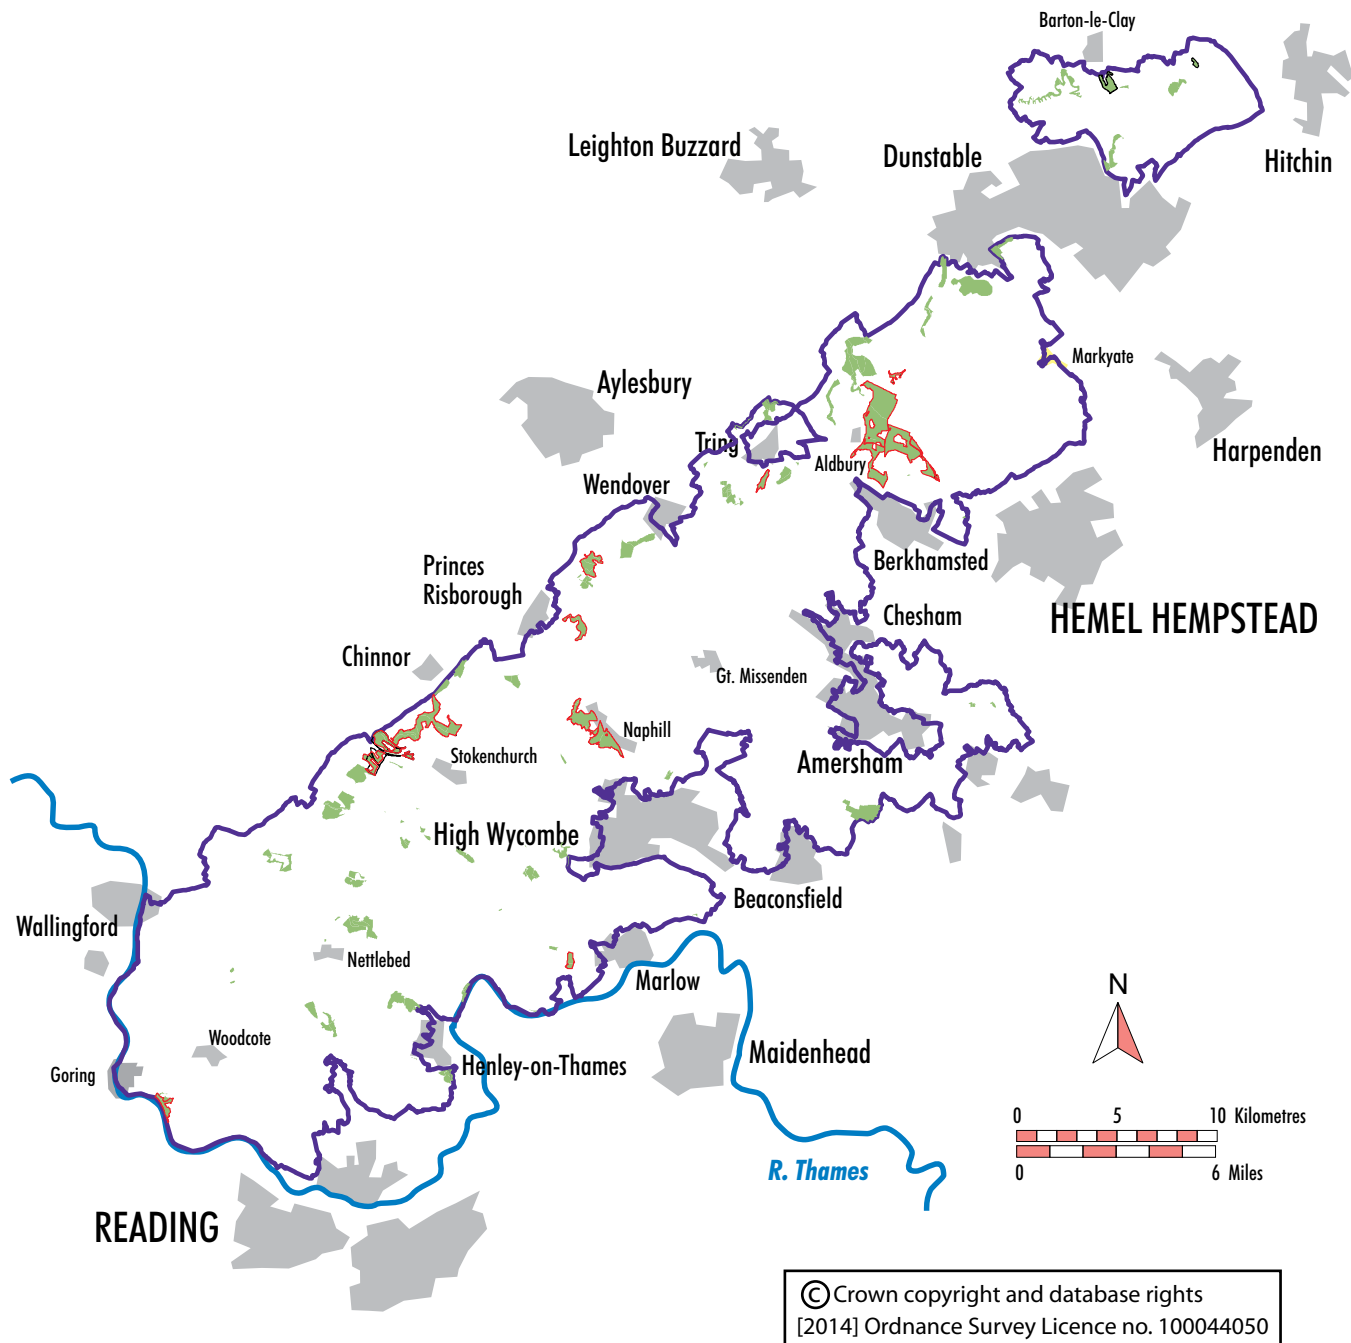 Barton-le-Clay
Leighton Buzzard
Dunstable
Hitchin
Markyate
Aylesbury
Harpenden
Tring
Aldbury
Wendover
Berkhamsted
Princes
Risborough
HEMEL HEMPSTEAD
Chesham
Chinnor
Gt. Missenden
Naphill
Stokenchurch
Amersham
High Wycombe
Beaconsfield
Wallingford
Nettlebed
Marlow
N
Woodcote
Maidenhead
Goring
Henley-on-Thames
0 5 10 Kilometres
0 6 Miles
R. Thames
READING
© Crown copyright and database rights
[2014] Ordnance Survey Licence no. 100044050